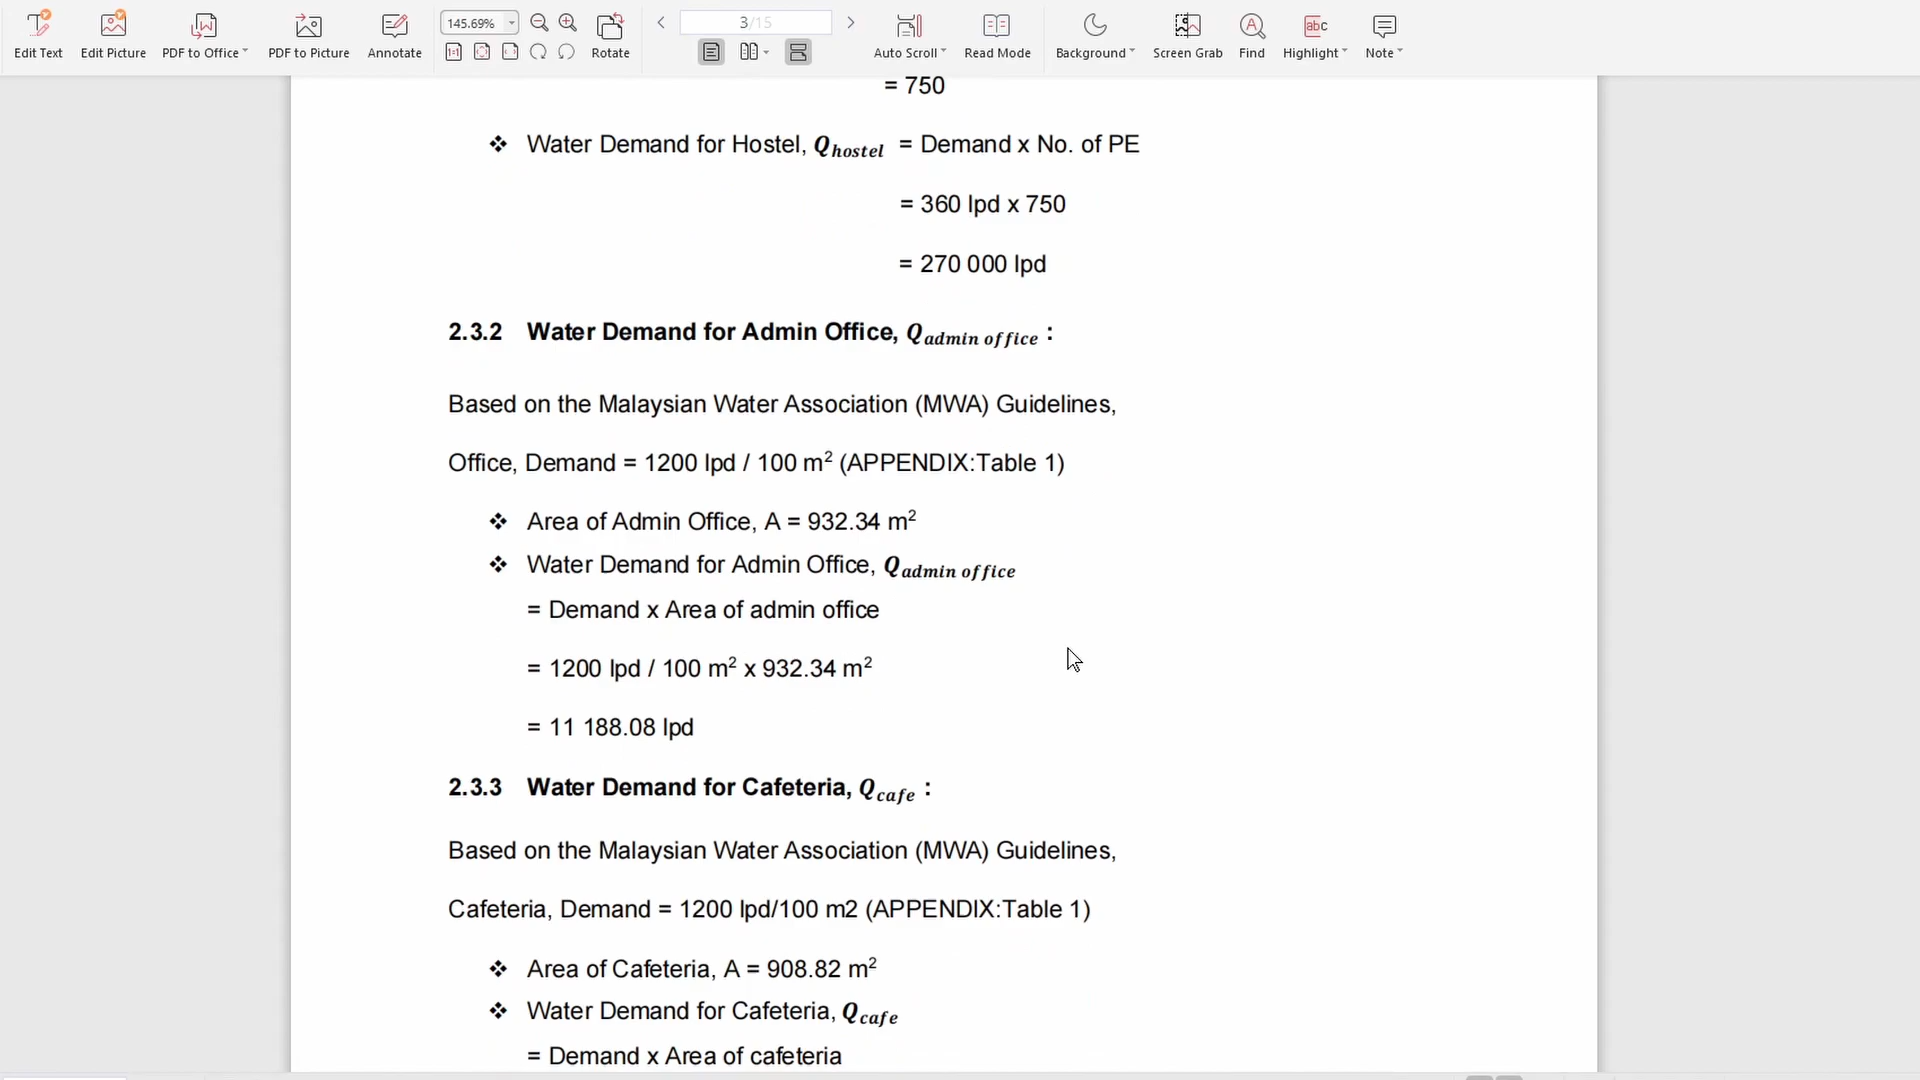 Edit Text Edit Picture PDF to Office PDF to Picture Annotate 145.69% Rotate 3/15 Auto Scroll Read Mode Background Screen Grab Find Highlight Note
= 750
❖ Water Demand for Hostel, Qhostel = Demand x No. of PE
= 360 lpd x 750
= 270 000 lpd
2.3.2 Water Demand for Admin Office, Qadmin office :
Based on the Malaysian Water Association (MWA) Guidelines,
Office, Demand = 1200 lpd / 100 m² (APPENDIX:Table 1)
❖ Area of Admin Office, A = 932.34 m²
❖ Water Demand for Admin Office, Qadmin office
= Demand x Area of admin office
= 1200 lpd / 100 m² x 932.34 m²
= 11 188.08 lpd
2.3.3 Water Demand for Cafeteria, Qcafe :
Based on the Malaysian Water Association (MWA) Guidelines,
Cafeteria, Demand = 1200 lpd/100 m2 (APPENDIX:Table 1)
❖ Area of Cafeteria, A = 908.82 m²
❖ Water Demand for Cafeteria, Qcafe
= Demand x Area of cafeteria